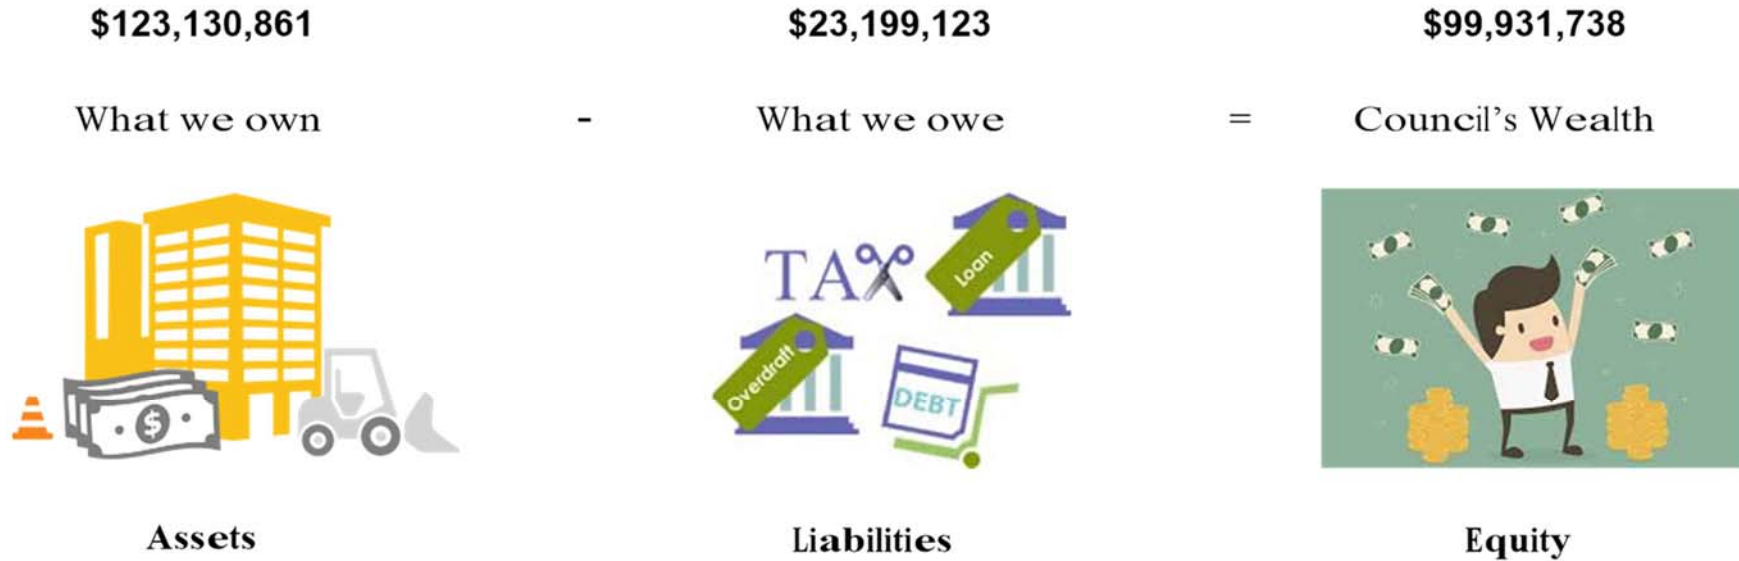 $123,130,861 $23,199,123 $99,931,738
What we own - What we owe = Council's Wealth
TAX Loan
Overdraft DEBT
$
Assets Liabilities Equity